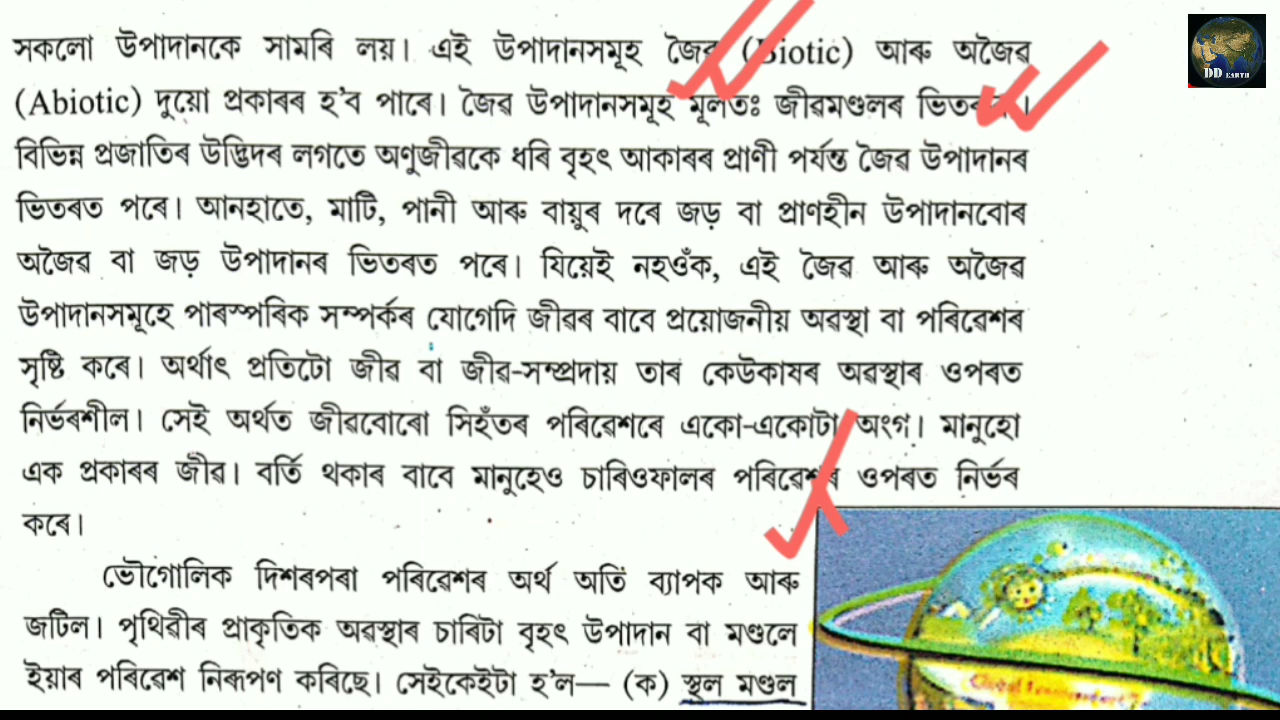 সকলো উপাদানকে সামৰি লয়। এই উপাদানসমূহ জৈৱ (Biotic) আৰু অজৈৱ
(Abiotic) দুয়ো প্ৰকাৰৰ হ'ব পাৰে। জৈৱ উপাদানসমূহ মূলতঃ জীৱমণ্ডলৰ
বিভিন্ন প্ৰজাতিৰ উদ্ভিদৰ লগতে অণুজীৱকে ধৰি বৃহৎ আকাৰৰ প্ৰাণী পৰ্যন্ত জৈৱ উপাদানৰ
ভিতৰত পৰে। আনহাতে, মাটি, পানী আৰু বায়ুৰ দৰে জড় বা প্ৰাণহীন উপাদানবোৰ
অজৈৱ বা জড় উপাদানৰ ভিতৰত পৰে। যিয়েই নহওঁক, এই জৈৱ আৰু অজৈৱ
উপাদানসমূহে পাৰস্পৰিক সম্পৰ্কৰ যোগেদি জীৱৰ বাবে প্ৰয়োজনীয় অৱস্থা বা পৰিৱেশৰ
সৃষ্টি কৰে। অৰ্থাৎ প্ৰতিটো জীৱ বা জীৱ-সম্প্ৰদায় তাৰ কেউকাষৰ অৱস্থাৰ ওপৰত
নিৰ্ভৰশীল। সেই অৰ্থত জীৱবোৰো সিহঁতৰ পৰিৱেশৰে একো-একোটা অংগ। মানুহো
এক প্ৰকাৰৰ জীৱ। বৰ্তি থকাৰ বাবে মানুহেও চাৰিওফালৰ পৰিৱেশৰ ওপৰত নিৰ্ভৰ
কৰে।
ভৌগোলিক দিশৰপৰা পৰিৱেশৰ অৰ্থ অতি ব্যাপক আৰু
জটিল। পৃথিৱীৰ প্ৰাকৃতিক অৱস্থাৰ চাৰিটা বৃহৎ উপাদান বা মণ্ডলে
ইয়াৰ পৰিৱেশ নিৰূপণ কৰিছে। সেইকেইটা হ'ল— (ক) স্থল মণ্ডল
DD EARTH